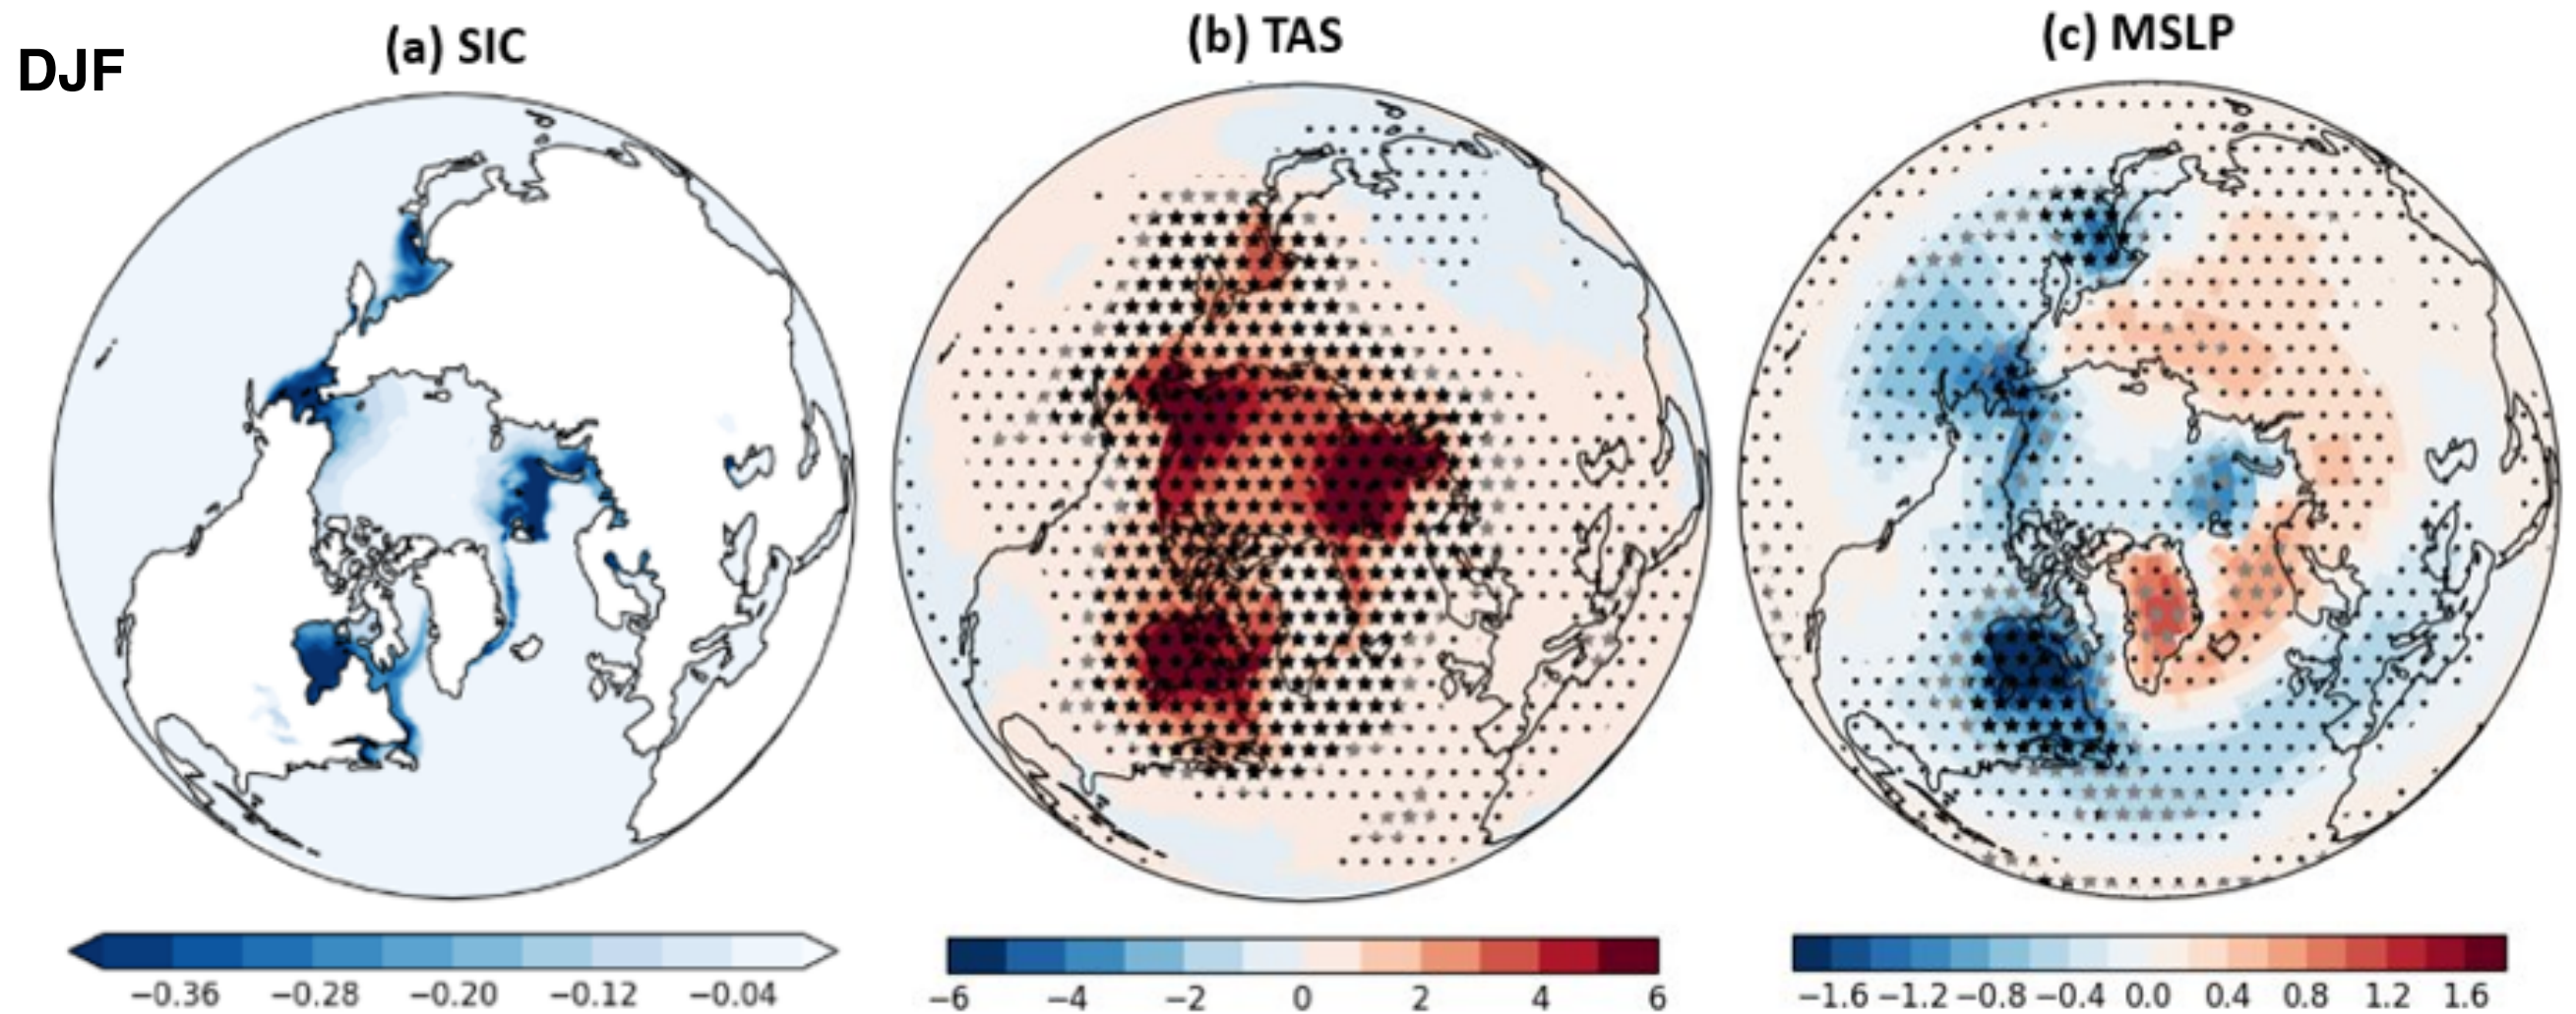 DJF
(a) SIC
(b) TAS
(c) MSLP
−0.36 −0.28 −0.20 −0.12 −0.04
−6 −4 −2 0 2 4 6
−1.6 −1.2 −0.8 −0.4 0.0 0.4 0.8 1.2 1.6